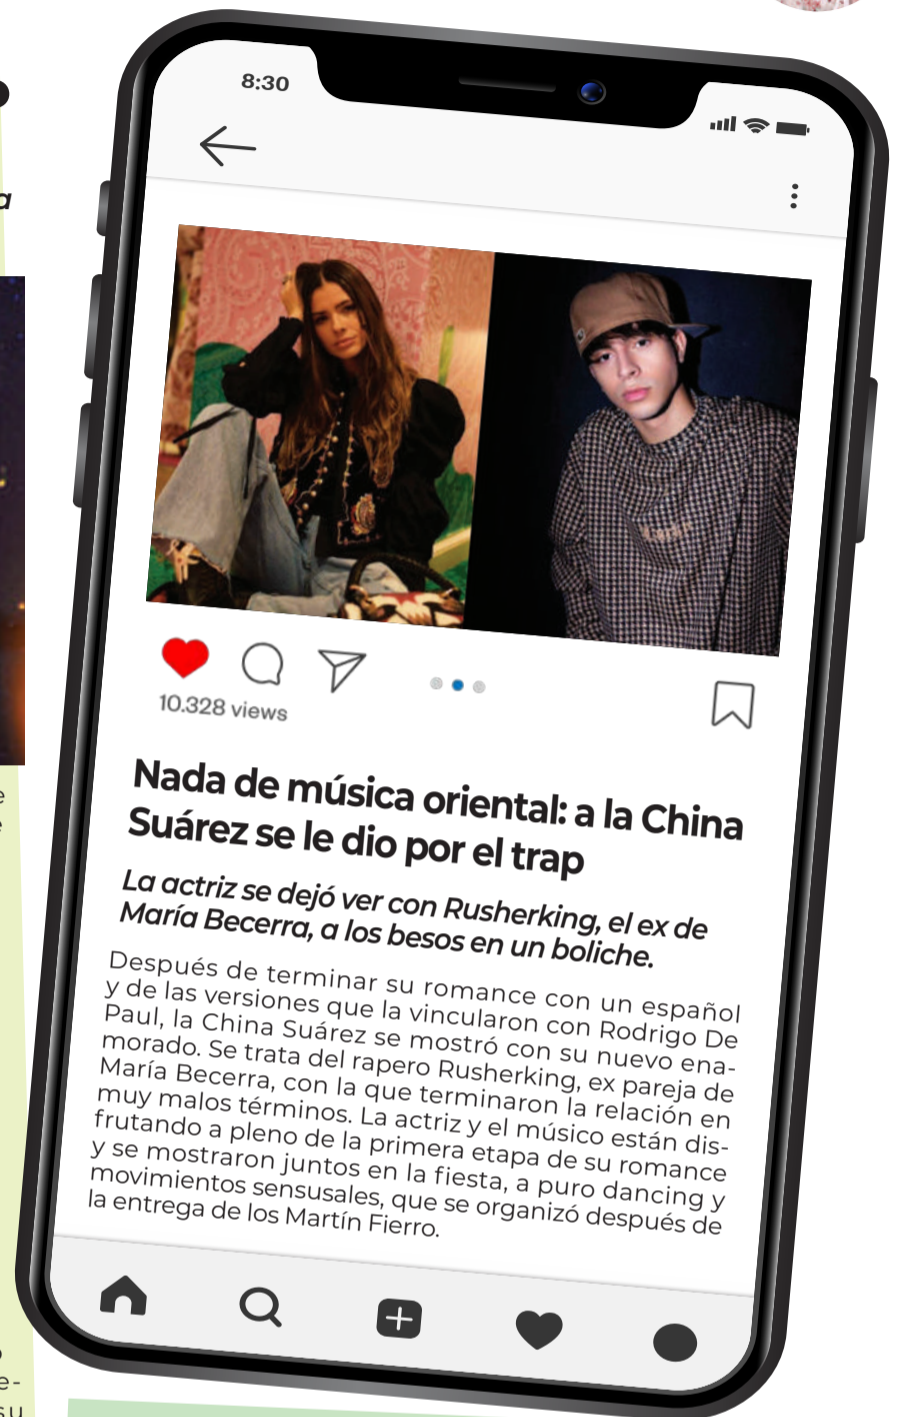 a
8:30
10.328 views
Nada de música oriental: a la China
Suárez se le dio por el trap
La actriz se dejó ver con Rusherking, el ex de
María Becerra, a los besos en un boliche.
Después de terminar su romance con un español
y de las versiones que la vincularon con Rodrigo De
Paul, la China Suárez se mostró con su nuevo ena-
morado. Se trata del rapero Rusherking, ex pareja de
María Becerra, con la que terminaron la relación en
muy malos términos. La actriz y el músico están dis-
frutando a pleno de la primera etapa de su romance
y se mostraron juntos en la fiesta, a puro dancing y
movimientos sensusales, que se organizó después de
la entrega de los Martín Fierro.
e-
su